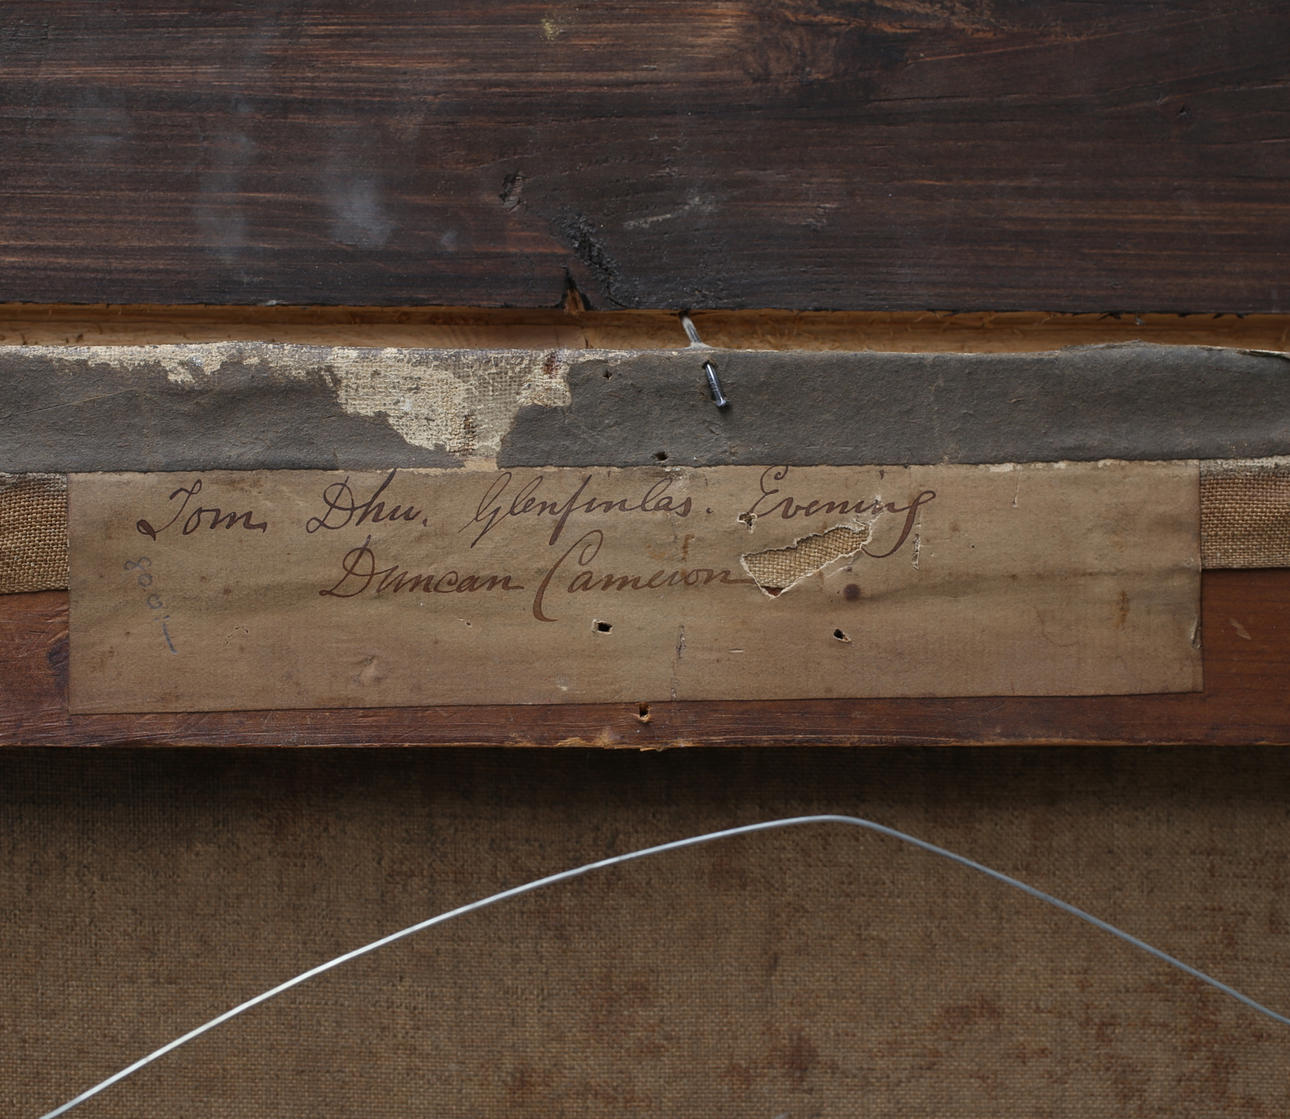 Tom Dhu, Glenfinlas. Evening
Duncan Cameron